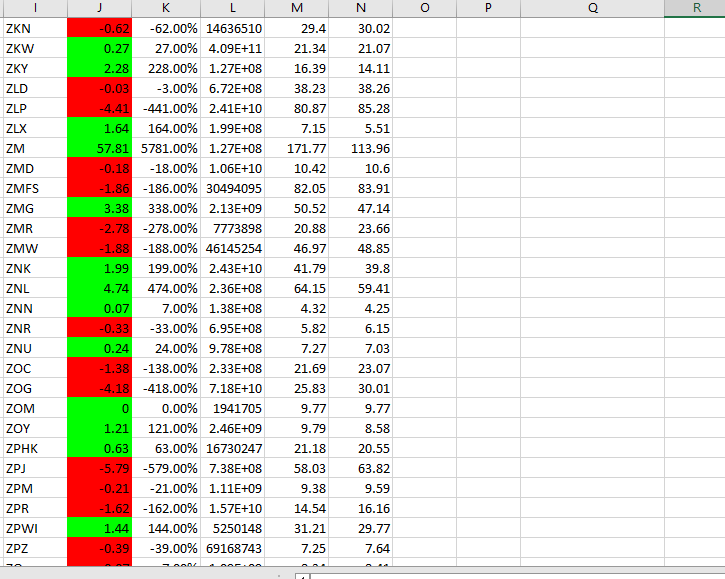 I J K L M N O P Q R
ZKN -0.62 -62.00% 14636510 29.4 30.02
ZKW 0.27 27.00% 4.09E+11 21.34 21.07
ZKY 2.28 228.00% 1.27E+08 16.39 14.11
ZLD -0.03 -3.00% 6.72E+08 38.23 38.26
ZLP -4.41 -441.00% 2.41E+10 80.87 85.28
ZLX 1.64 164.00% 1.99E+08 7.15 5.51
ZM 57.81 5781.00% 1.27E+08 171.77 113.96
ZMD -0.18 -18.00% 1.06E+10 10.42 10.6
ZMFS -1.86 -186.00% 30494095 82.05 83.91
ZMG 3.38 338.00% 2.13E+09 50.52 47.14
ZMR -2.78 -278.00% 7773898 20.88 23.66
ZMW -1.88 -188.00% 46145254 46.97 48.85
ZNK 1.99 199.00% 2.43E+10 41.79 39.8
ZNL 4.74 474.00% 2.36E+08 64.15 59.41
ZNN 0.07 7.00% 1.38E+08 4.32 4.25
ZNR -0.33 -33.00% 6.95E+08 5.82 6.15
ZNU 0.24 24.00% 9.78E+08 7.27 7.03
ZOC -1.38 -138.00% 2.33E+08 21.69 23.07
ZOG -4.18 -418.00% 7.18E+10 25.83 30.01
ZOM 0 0.00% 1941705 9.77 9.77
ZOY 1.21 121.00% 2.46E+09 9.79 8.58
ZPHK 0.63 63.00% 16730247 21.18 20.55
ZPJ -5.79 -579.00% 7.38E+08 58.03 63.82
ZPM -0.21 -21.00% 1.11E+09 9.38 9.59
ZPR -1.62 -162.00% 1.57E+10 14.54 16.16
ZPWI 1.44 144.00% 5250148 31.21 29.77
ZPZ -0.39 -39.00% 69168743 7.25 7.64